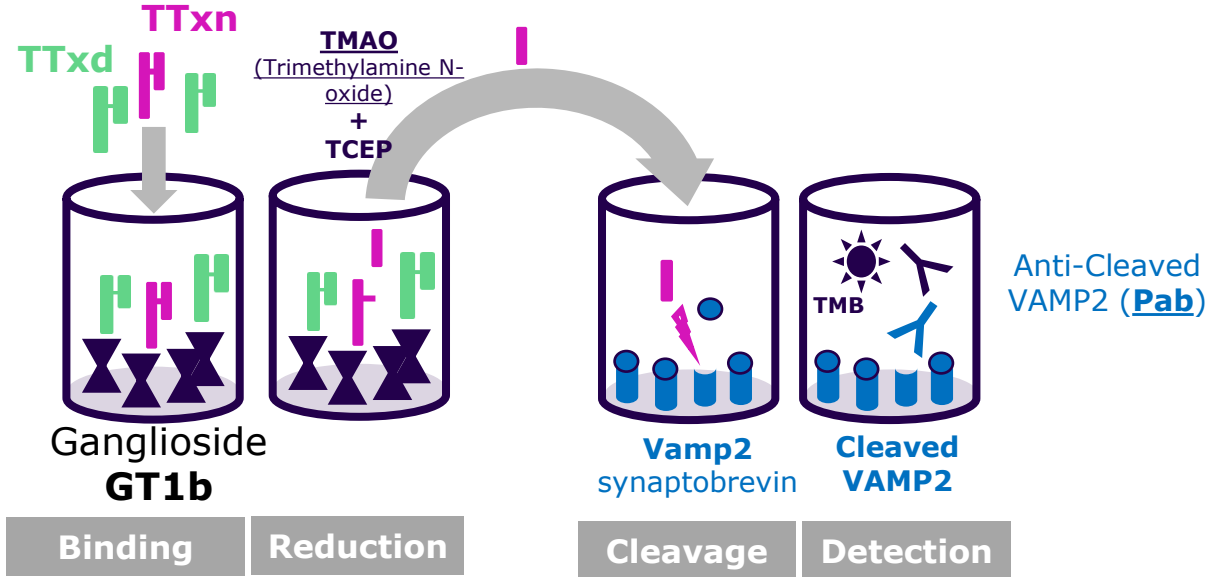 TTxn
TTxd
TMAO
(Trimethylamine N-
oxide)
+
TCEP
TMB
Anti-Cleaved
VAMP2 (Pab)
Ganglioside
GT1b
Vamp2
synaptobrevin
Cleaved
VAMP2
Binding
Reduction
Cleavage
Detection